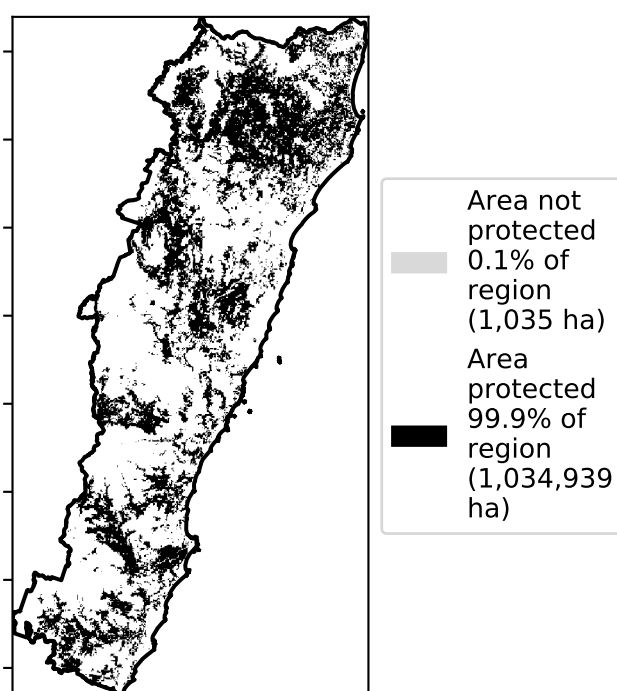 Area not
protected
0.1% of
region
(1,035 ha)
Area
protected
99.9% of
region
(1,034,939
ha)